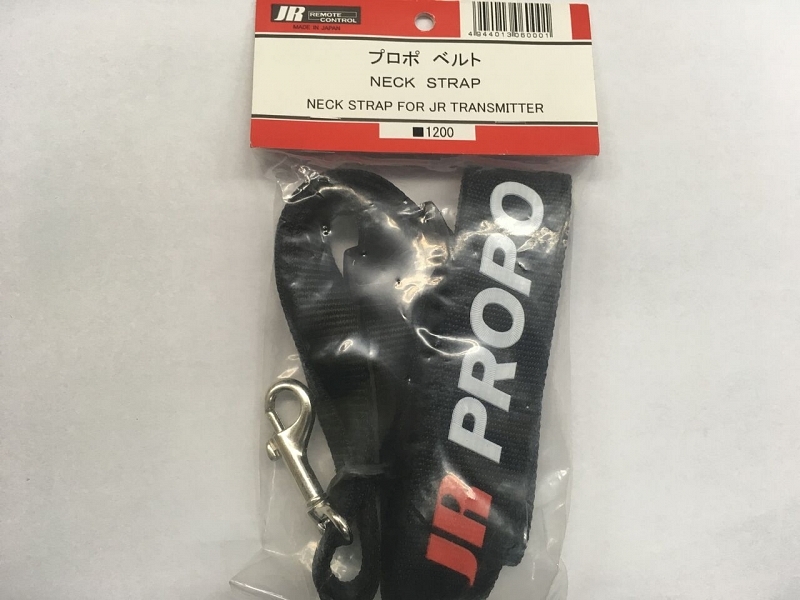 JR REMOTE CONTROL
MADE IN JAPAN
4944013060001
プロポ ベルト
NECK STRAP
NECK STRAP FOR JR TRANSMITTER
■1200
JR PROPO